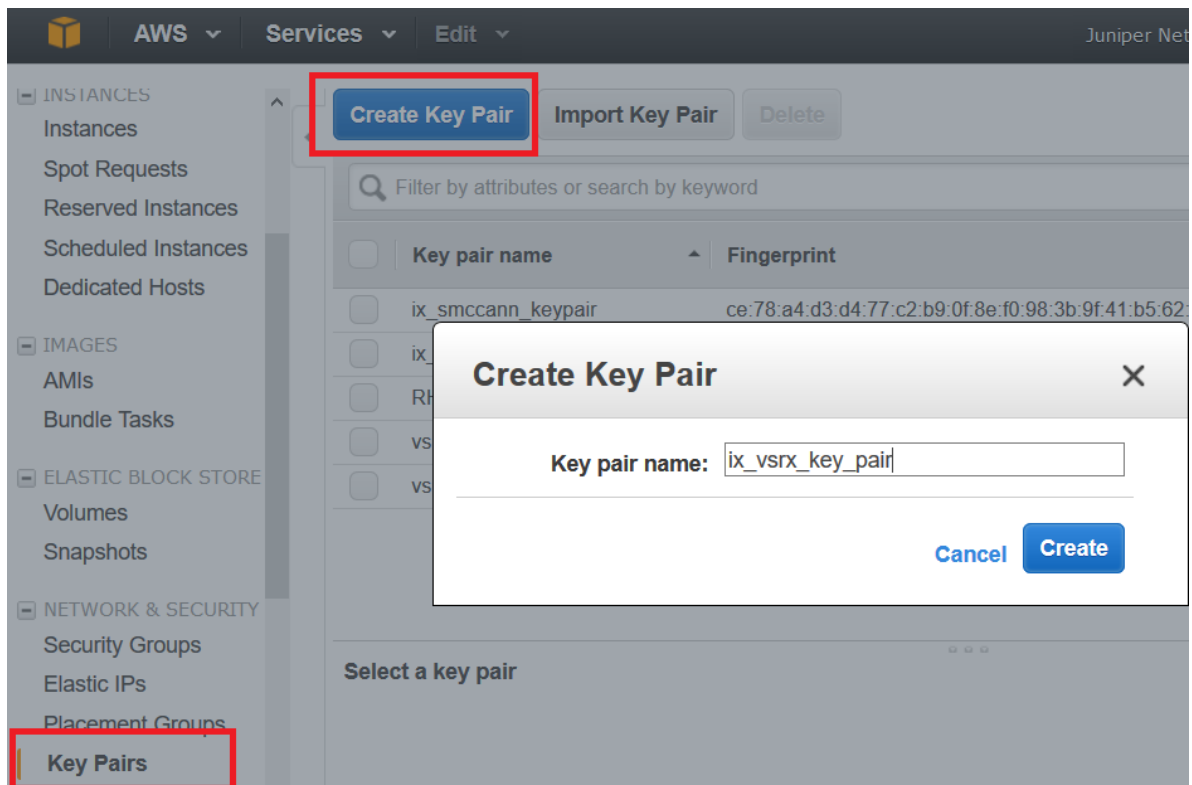 AWS Services Edit Juniper Net
INSTANCES
Instances
Spot Requests
Reserved Instances
Scheduled Instances
Dedicated Hosts
IMAGES
AMIs
Bundle Tasks
ELASTIC BLOCK STORE
Volumes
Snapshots
NETWORK & SECURITY
Security Groups
Elastic IPs
Placement Groups
Key Pairs
Create Key Pair Import Key Pair Delete
Filter by attributes or search by keyword
Key pair name Fingerprint
ix_smccann_keypair ce:78:a4:d3:d4:77:c2:b9:0f:8e:f0:98:3b:9f:41:b5:62:
ix_
RH
vs
vs
Create Key Pair
Key pair name: ix_vsrx_key_pair
Cancel Create
Select a key pair